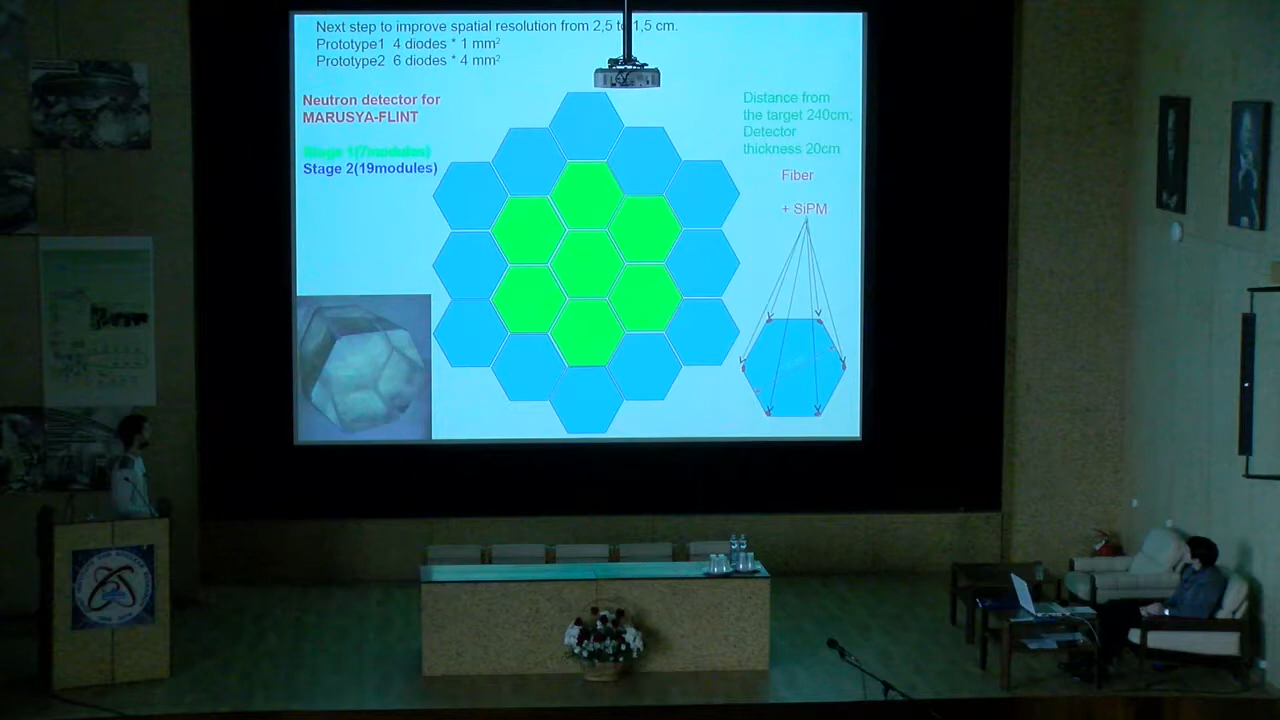 Next step to improve spatial resolution from 2,5 to 1,5 cm.
Prototype1 4 diodes * 1 mm²
Prototype2 6 diodes * 4 mm²
Neutron detector for
MARUSYA-FLINT
Stage 1(7modules)
Stage 2(19modules)
Distance from
the target 240cm,
Detector
thickness 20cm
Fiber
+ SiPM